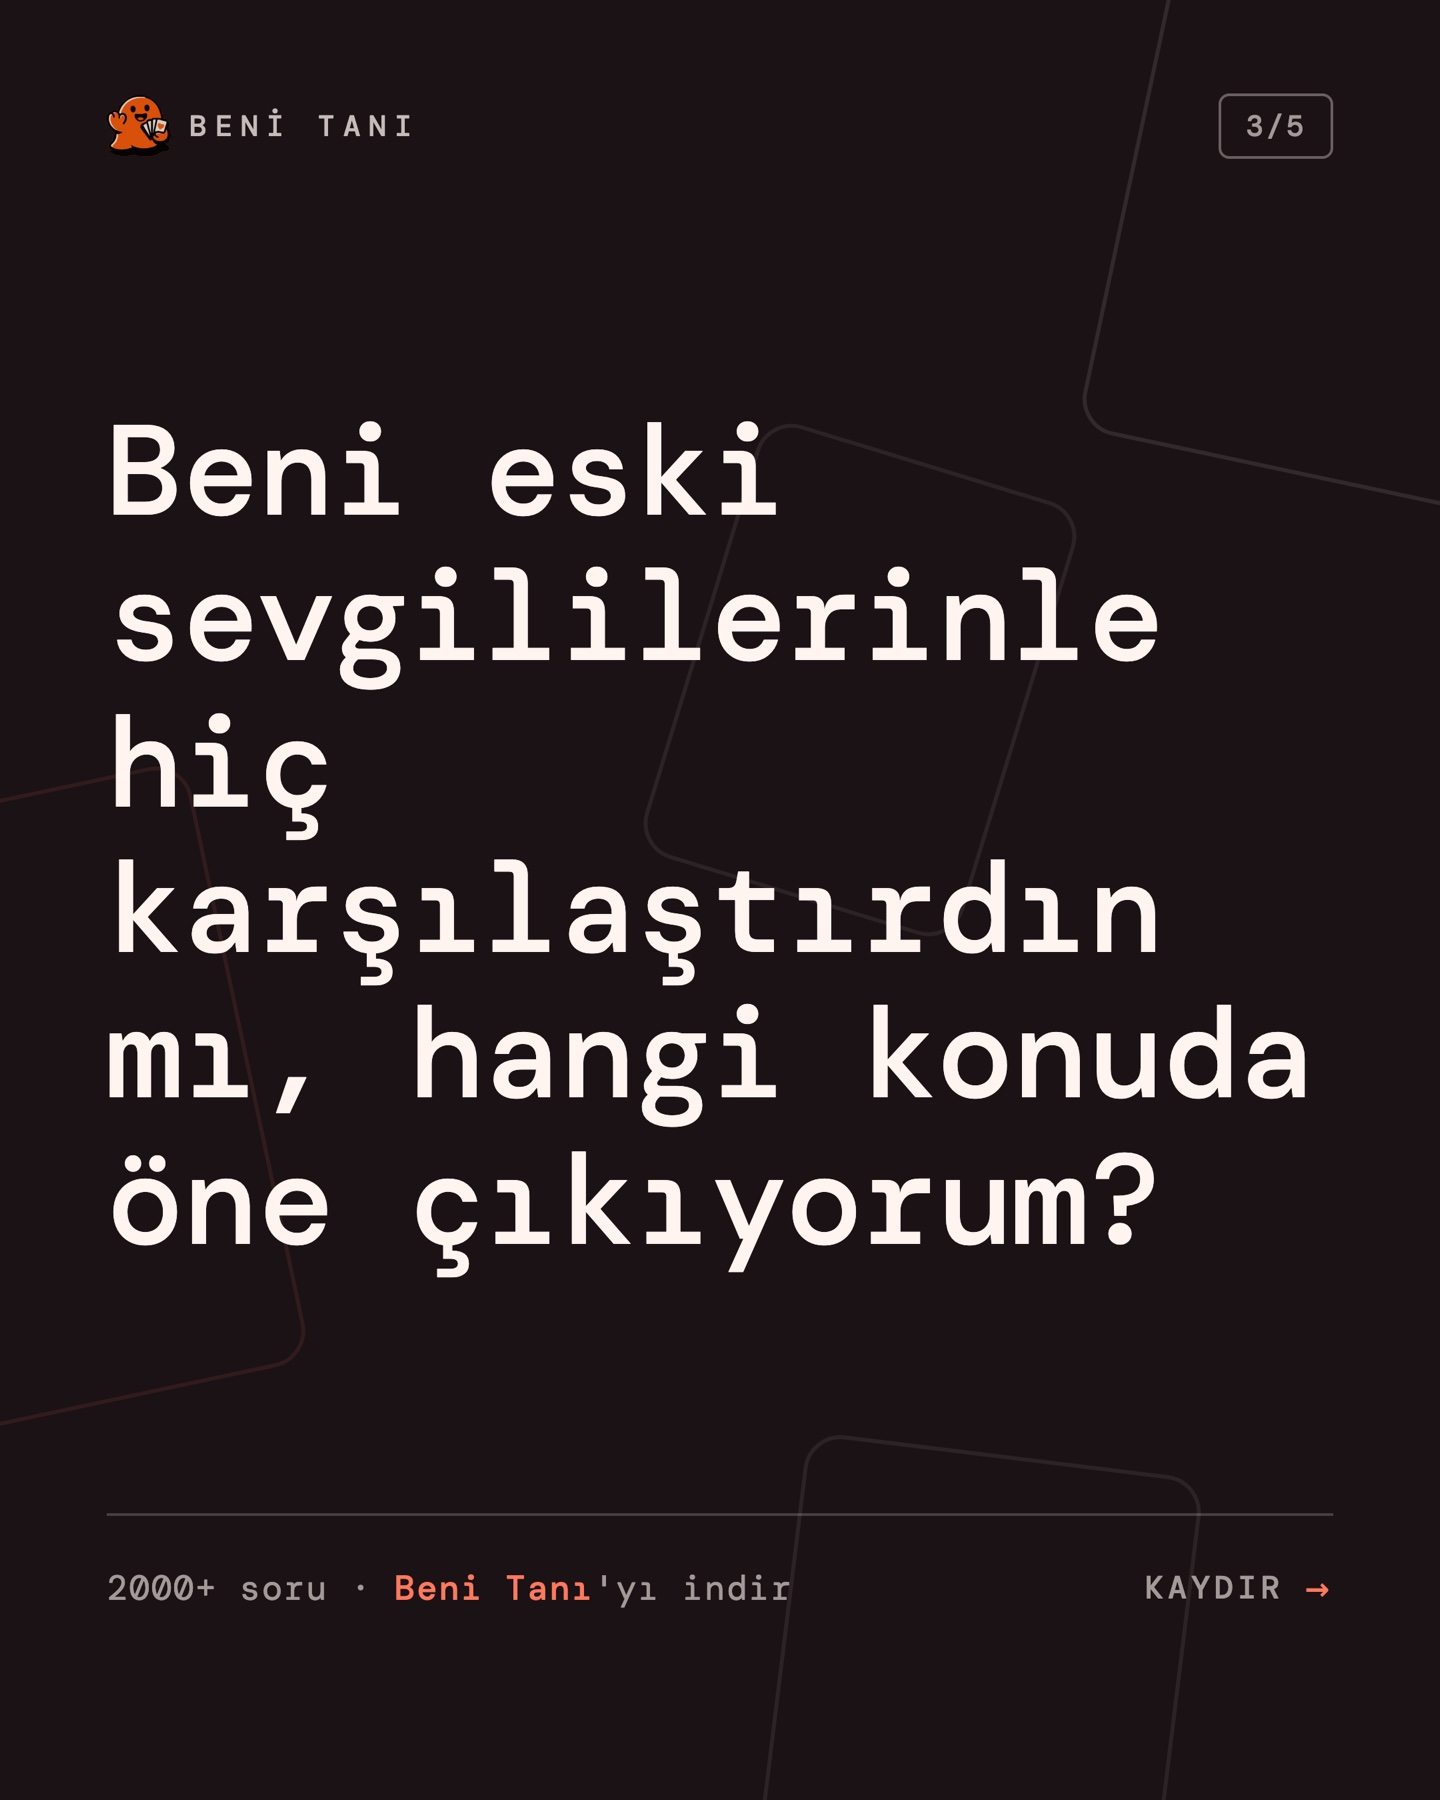 BENİ TANI
3/5
Beni eski
sevgililerinle
hiç
karşılaştırdın
mı, hangi konuda
öne çıkıyorum?
2000+ soru · Beni Tanı'yı indir
KAYDIR →